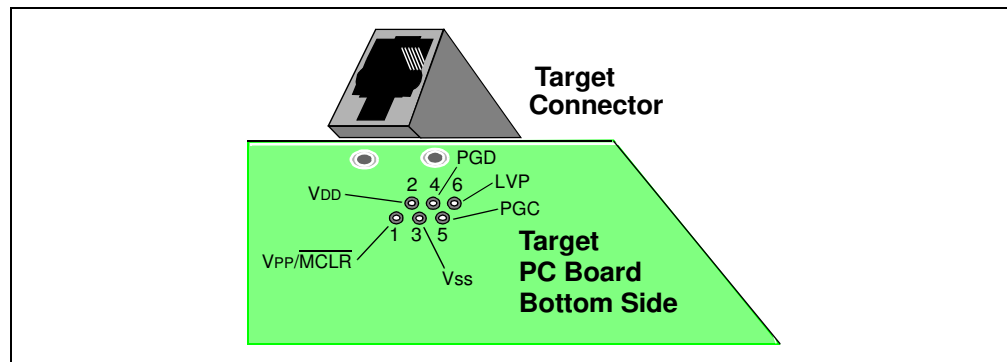 Target
Connector
PGD
2 4 6
LVP
VDD
PGC
1 3 5
VPP/MCLR
VSS
Target
PC Board
Bottom Side